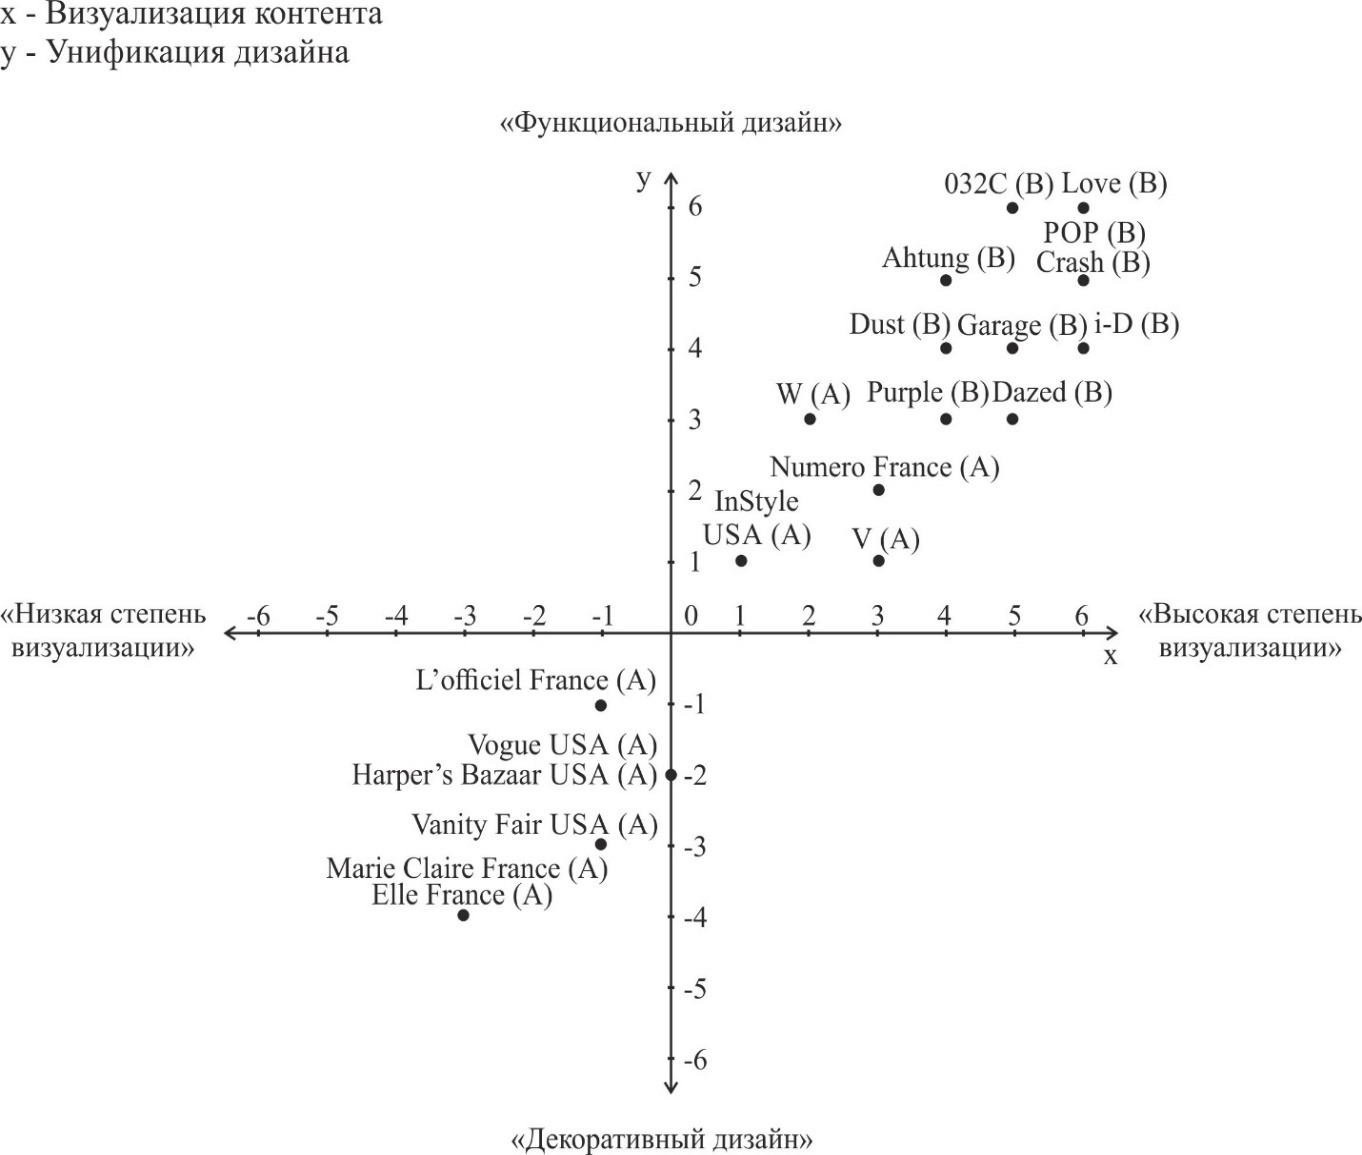 x - Визуализация контента
y - Унификация дизайна
«Функциональный дизайн»
y
6
032C (B) Love (B)
POP (B)
Ahtung (B) Crash (B)
5
Dust (B) Garage (B) i-D (B)
4
W (A) Purple (B) Dazed (B)
3
Numero France (A)
2
InStyle
USA (A) V (A)
1
«Низкая степень
визуализации»
-6 -5 -4 -3 -2 -1 0 1 2 3 4 5 6
x
«Высокая степень
визуализации»
L’officiel France (A)
-1
Vogue USA (A)
Harper’s Bazaar USA (A) -2
Vanity Fair USA (A)
-3
Marie Claire France (A)
Elle France (A)
-4
-5
-6
«Декоративный дизайн»